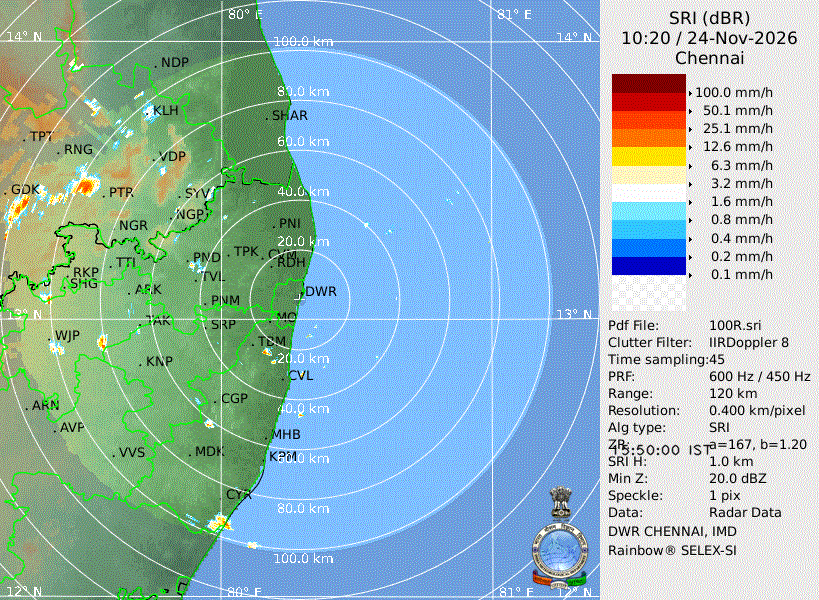 80° E
81° E
14° N
14° N
100.0 km
NDP
80.0 km
KLH
SHAR
TPT
60.0 km
RNG
VDP
GDK
PTR
SYV
40.0 km
NGP
NGR
PNI
20.0 km
TPK
PND
TTI
RDH
RKP
TVL
SHG
ARK
DWR
PNM
13° N
13° N
TAK
SRP
MO
WJP
TBM
20.0 km
KNP
CVL
CGP
ARN
40.0 km
AVP
MHB
VVS
MDK
KPM
60.0 km
CYR
80.0 km
100.0 km
12° N
80° E
81° E
12° N
SRI (dBR)
10:20 / 24-Nov-2026
Chennai
100.0 mm/h
50.1 mm/h
25.1 mm/h
12.6 mm/h
6.3 mm/h
3.2 mm/h
1.6 mm/h
0.8 mm/h
0.4 mm/h
0.2 mm/h
0.1 mm/h
Pdf File: 100R.sri
Clutter Filter: IIRDoppler 8
Time sampling:45
PRF: 600 Hz / 450 Hz
Range: 120 km
Resolution: 0.400 km/pixel
Alg type: SRI
ZR: a=167, b=1.20
15:50:00 IST
SRI H: 1.0 km
Min Z: 20.0 dBZ
Speckle: 1 pix
Data: Radar Data
DWR CHENNAI, IMD
Rainbow® SELEX-SI